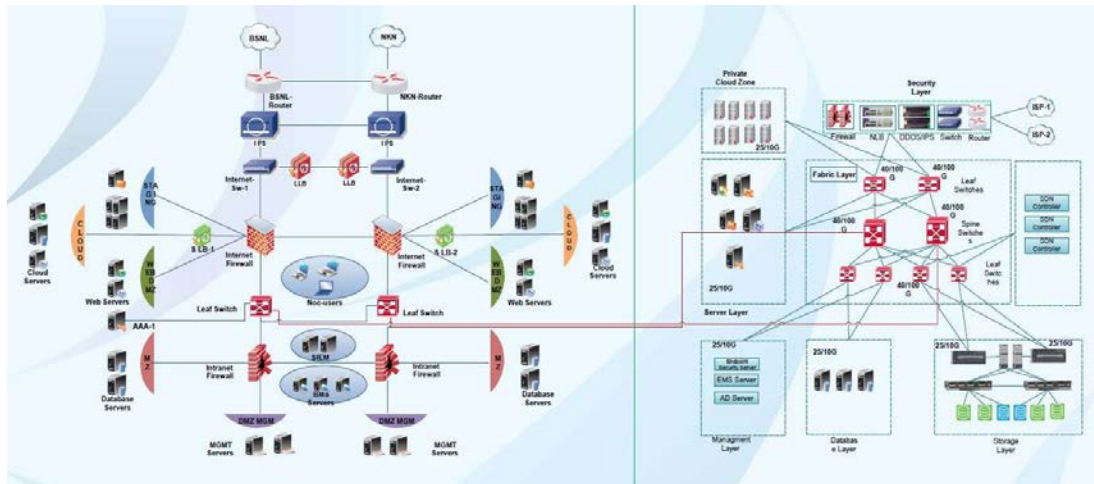 BSNL
NKN
BSNL-
Router
NKN-Router
IPS
IPS
Internet-
Sw-1
LLB
LLB
Internet-
Sw-2
STA
GI
NG
STA
GI
NG
CLOUD
CLOUD
Cloud
Servers
Cloud
Servers
S LB-1
S LB-2
Internet
Firewall
Internet
Firewall
W
EB
D
MZ
W
EB
D
MZ
Web Servers
Web Servers
Noc-users
Leaf Switch
Leaf Switch
AAA-1
M
Z
M
Z
SIEM
Intranet
Firewall
Intranet
Firewall
Database
Servers
Database
Servers
BMS
Servers
DMZ MGM
DMZ MGM
MGMT
Servers
MGMT
Servers
Private
Cloud Zone
25/10G
Security
Layer
Firewall
NLB
DDOS/IPS
Switch
Router
ISP-1
ISP-2
Fabric Layer
40/100
G
40/100
G
Leaf
Switches
40/100
G
40/100
G
Spine
Switche
s
SDN
Controller
SDN
Controller
SDN
Controller
Leaf
Switc
hes
40/100
G
25/10G
Server Layer
25/10G
Endpoint
Security Server
EMS Server
AD Server
Managment
Layer
25/10G
Databas
e Layer
25/10G
25/10G
Storage
Layer